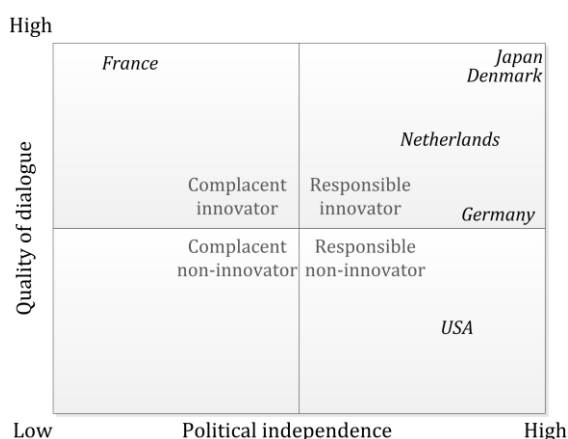 High
France
Japan
Denmark
Netherlands
Complacent
innovator
Responsible
innovator
Germany
Complacent
non-innovator
Responsible
non-innovator
USA
Quality of dialogue
Low
Political independence
High